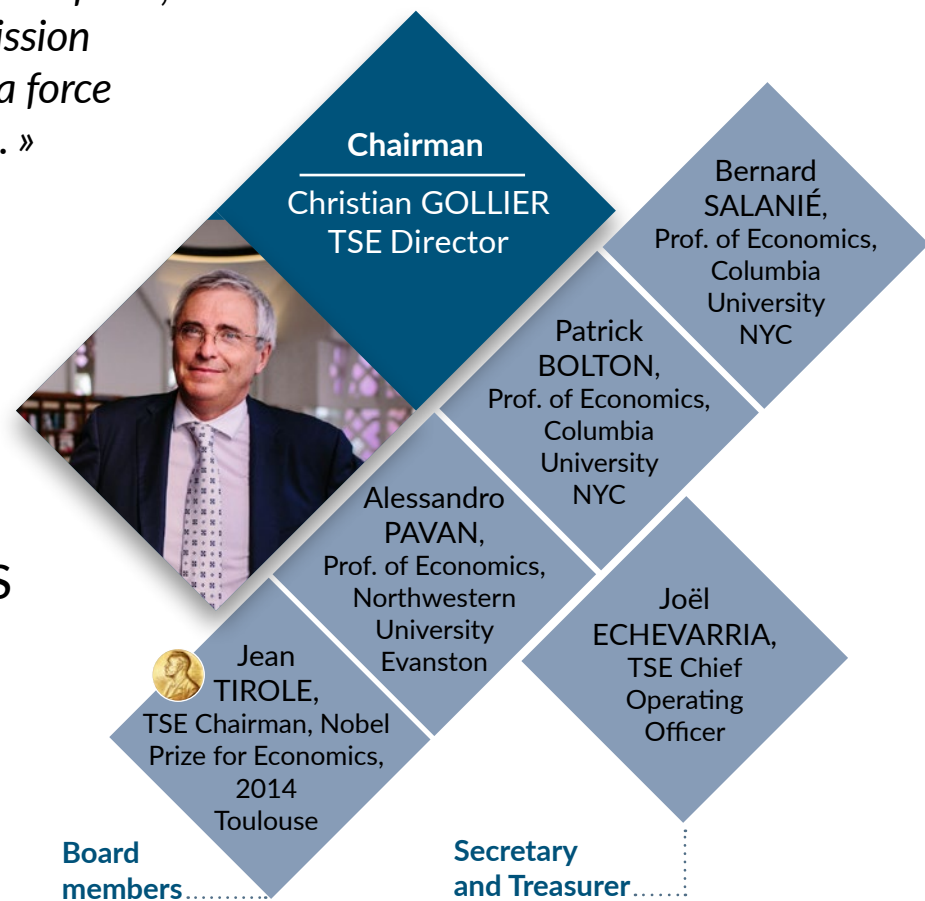 ission
a force
. »
Chairman
Christian GOLLIER
TSE Director
Bernard
SALANIÉ,
Prof. of Economics,
Columbia
University
NYC
Patrick
BOLTON,
Prof. of Economics,
Columbia
University
NYC
Alessandro
PAVAN,
Prof. of Economics,
Northwestern
University
Evanston
Joël
ECHEVARRIA,
TSE Chief
Operating
Officer
S
Jean
TIROLE,
TSE Chairman, Nobel
Prize for Economics,
2014
Toulouse
Board
members
Secretary
and Treasurer